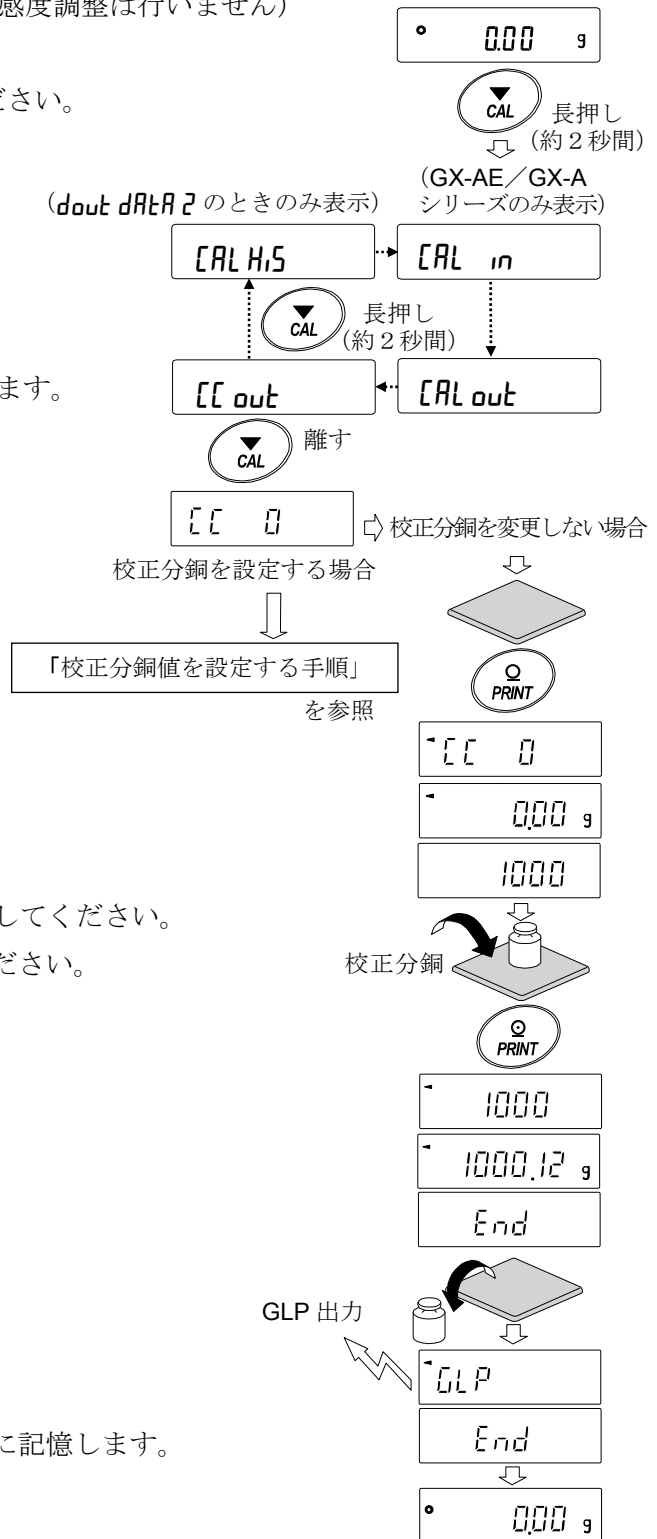 感度調整は行いません）
0.00 g
ださい。
CAL
長押し
（約２秒間）
（GX-AE／GX-A
シリーズのみ表示）
（dout dAtA 2 のときのみ表示）
CAL HiS
CAL in
CAL
長押し
（約２秒間）
ます。
CC out
CAL out
CAL
離す
CC 0
校正分銅を変更しない場合
校正分銅を設定する場合
「校正分銅値を設定する手順」
を参照
PRINT
CC 0
0.00 g
1000
してください。
ださい。
校正分銅
PRINT
1000
1000.12 g
End
GLP 出力
GLP
に記憶します。
End
0.00 g